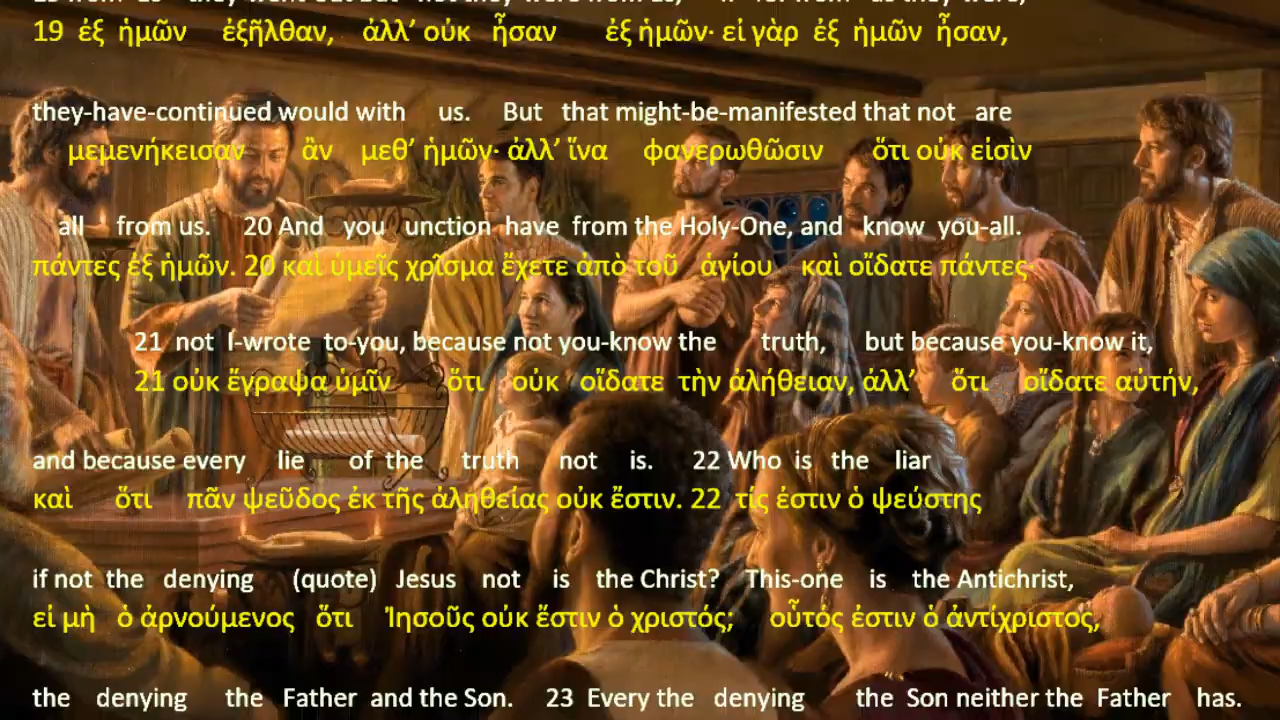 19 ἐξ ἡμῶν ἐξῆλθαν, ἀλλ’ οὐκ ἦσαν ἐξ ἡμῶν· εἰ γὰρ ἐξ ἡμῶν ἦσαν,
they-have-continued would with us. But that might-be-manifested that not are
μεμενήκεισαν ἂν μεθ’ ἡμῶν· ἀλλ’ ἵνα φανερωθῶσιν ὅτι οὐκ εἰσὶν
all from us. 20 And you unction have from the Holy-One, and know you-all.
πάντες ἐξ ἡμῶν. 20 καὶ ὑμεῖς χρῖσμα ἔχετε ἀπὸ τοῦ ἁγίου καὶ οἴδατε πάντες·
21 not I-wrote to-you, because not you-know the truth, but because you-know it,
21 οὐκ ἔγραψα ὑμῖν ὅτι οὐκ οἴδατε τὴν ἀλήθειαν, ἀλλ’ ὅτι οἴδατε αὐτήν,
and because every lie of the truth not is. 22 Who is the liar
καὶ ὅτι πᾶν ψεῦδος ἐκ τῆς ἀληθείας οὐκ ἔστιν. 22 τίς ἐστιν ὁ ψεύστης
if not the denying (quote) Jesus not is the Christ? This-one is the Antichrist,
εἰ μὴ ὁ ἀρνούμενος ὅτι Ἰησοῦς οὐκ ἔστιν ὁ χριστός; οὗτός ἐστιν ὁ ἀντίχριστος,
the denying the Father and the Son. 23 Every the denying the Son neither the Father has.